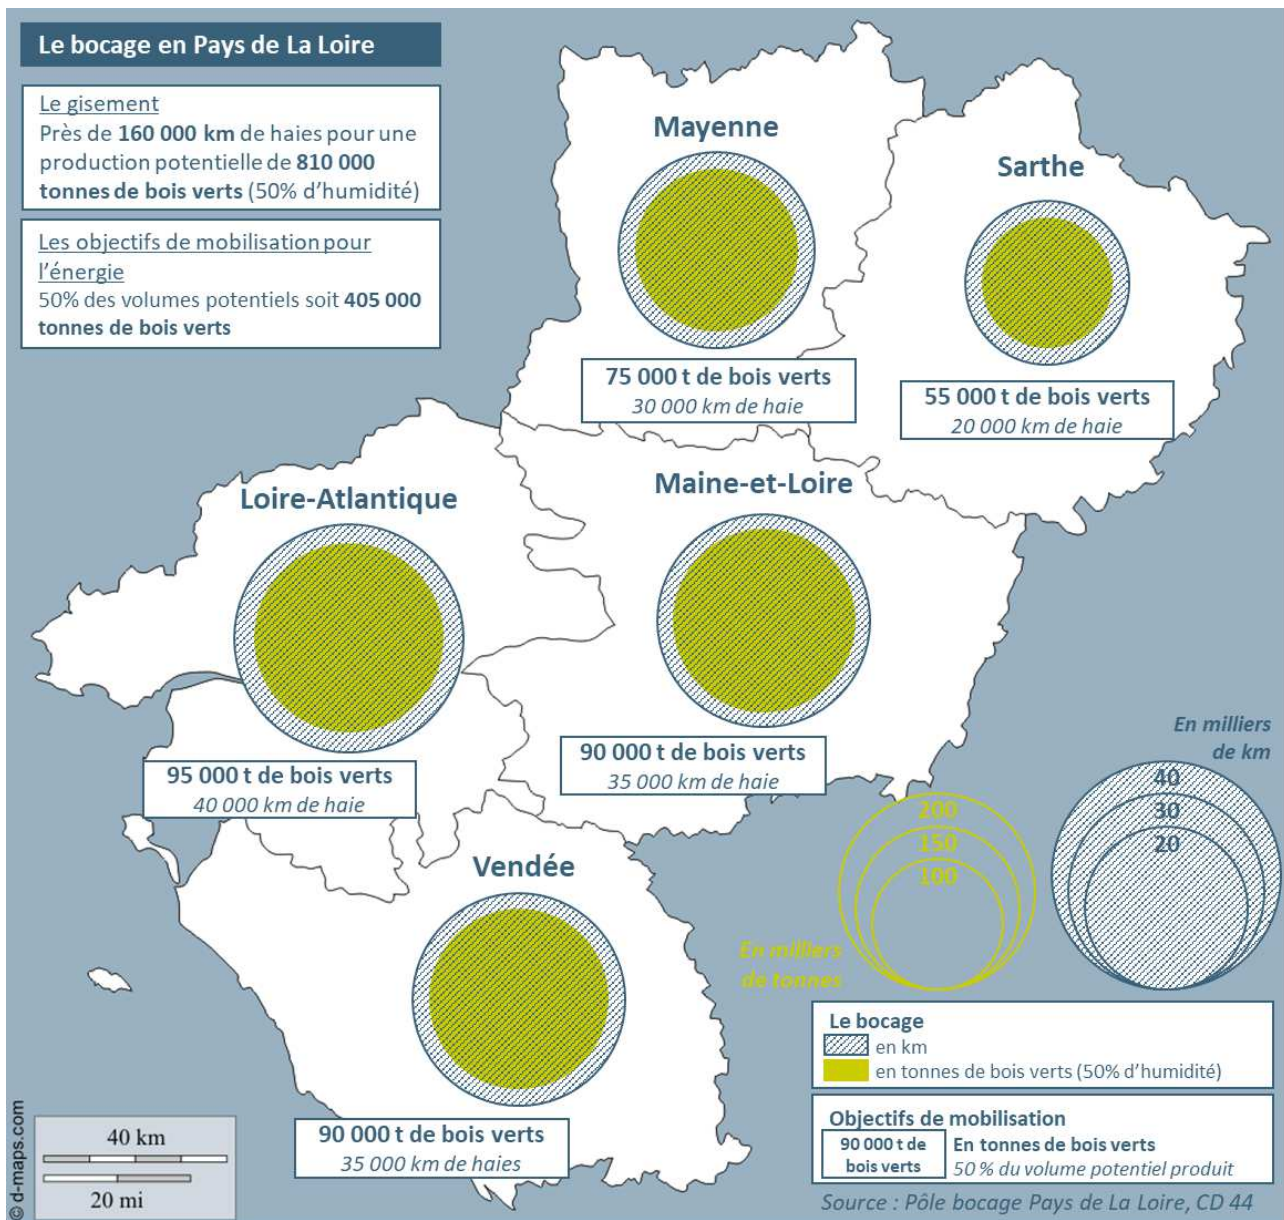 Le bocage en Pays de La Loire
Le gisement
Près de 160 000 km de haies pour une
production potentielle de 810 000
tonnes de bois verts (50% d'humidité)
Les objectifs de mobilisation pour
l'énergie
50% des volumes potentiels soit 405 000
tonnes de bois verts
Mayenne
75 000 t de bois verts
30 000 km de haie
Sarthe
55 000 t de bois verts
20 000 km de haie
Loire-Atlantique
95 000 t de bois verts
40 000 km de haie
Maine-et-Loire
90 000 t de bois verts
35 000 km de haie
Vendée
90 000 t de bois verts
35 000 km de haies
En milliers
de km
40
30
20
200
150
100
En milliers
de tonnes
Le bocage
en km
en tonnes de bois verts (50% d'humidité)
Objectifs de mobilisation
90 000 t de
bois verts
En tonnes de bois verts
50 % du volume potentiel produit
Source : Pôle bocage Pays de La Loire, CD 44
40 km
20 mi
© d-maps.com